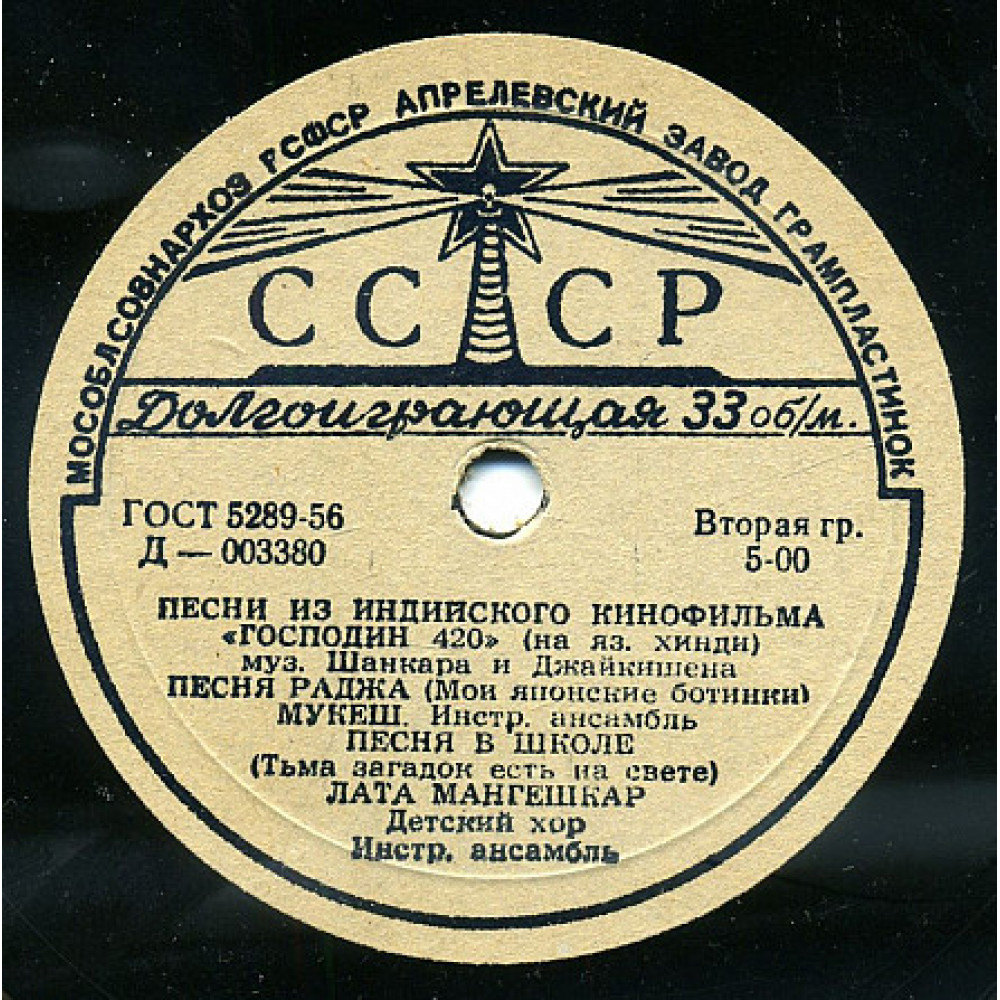 МОСОБЛСОВНАРХОЗ РСФСР АПРЕЛЕВСКИЙ ЗАВОД ГРАМПЛАСТИНОК
СССР
Долгоиграющая 33 об/м.
ГОСТ 5289-56
Д — 003380
Вторая гр.
5-00
ПЕСНИ ИЗ ИНДИЙСКОГО КИНОФИЛЬМА
«ГОСПОДИН 420» (на яз. хинди)
муз. Шанкара и Джайкишена
ПЕСНЯ РАДЖА (Мои японские ботинки)
МУКЕШ. Инстр. ансамбль
ПЕСНЯ В ШКОЛЕ
(Тьма загадок есть на свете)
ЛАТА МАНГЕШКАР
Детский хор
Инстр. ансамбль